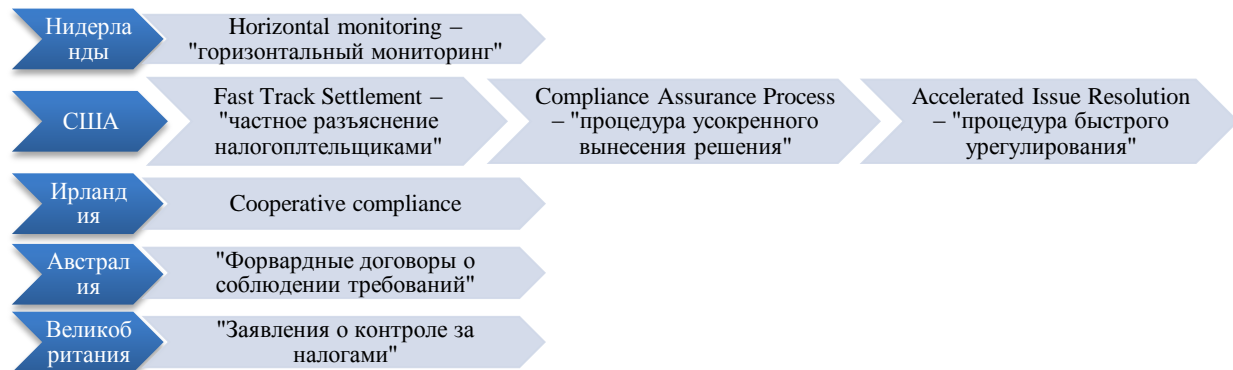 Нидерла
нды
Horizontal monitoring –
"горизонтальный мониторинг"
США
Fast Track Settlement –
"частное разъяснение
налогоплтельщиками"
Compliance Assurance Process
– "процедура усокренного
вынесения решения"
Accelerated Issue Resolution
– "процедура быстрого
урегулирования"
Ирланд
ия
Cooperative compliance
Австрал
ия
"Форвардные договоры о
соблюдении требований"
Великоб
ритания
"Заявления о контроле за
налогами"